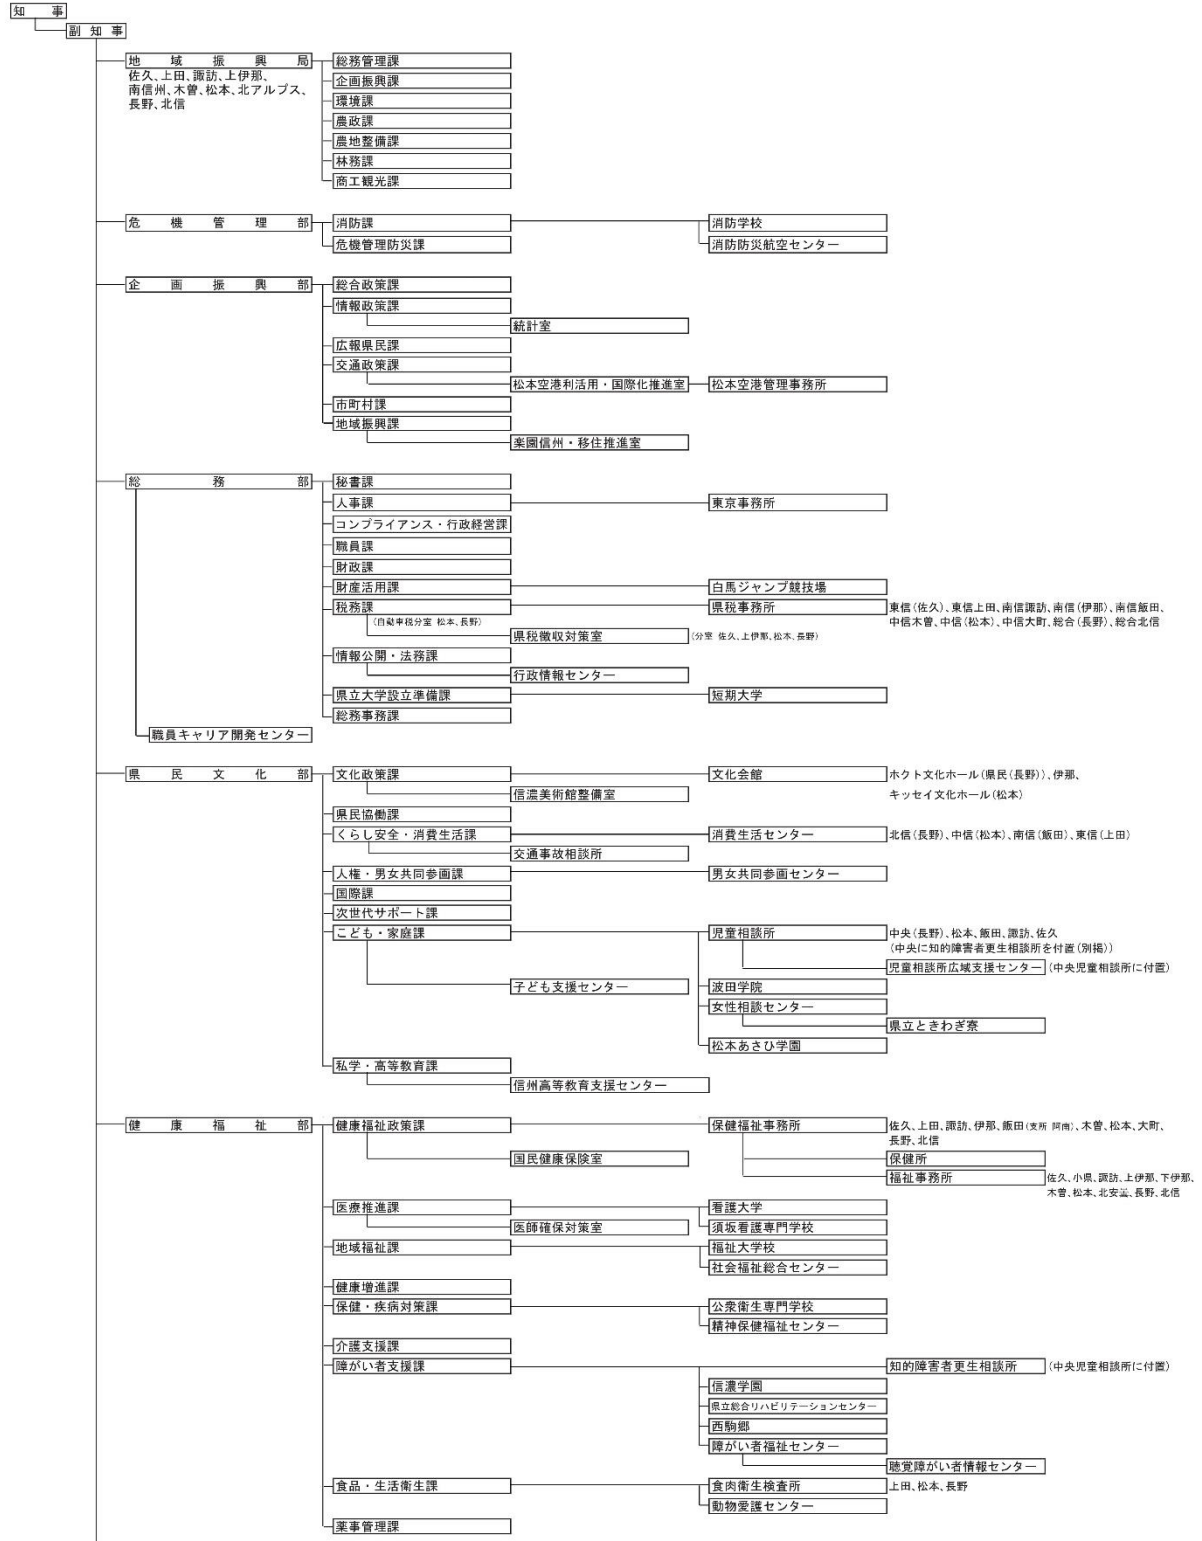 知事
副知事
地域振興局
総務管理課
佐久、上田、諏訪、上伊那、
南信州、木曽、松本、北アルプス、
長野、北信
企画振興課
環境課
農政課
農地整備課
林務課
商工観光課
危機管理部
消防課
消防学校
危機管理防災課
消防防災航空センター
企画振興部
総合政策課
情報政策課
統計室
広報県民課
交通政策課
松本空港利活用・国際化推進室
松本空港管理事務所
市町村課
地域振興課
楽園信州・移住推進室
総務部
秘書課
人事課
東京事務所
コンプライアンス・行政経営課
職員課
財政課
財産活用課
白馬ジャンプ競技場
税務課
県税事務所
東信(佐久)、東信上田、南信諏訪、南信(伊那)、南信飯田、
中信木曽、中信(松本)、中信大町、総合(長野)、総合北信
(自動車税分室 松本、長野)
県税徴収対策室
(分室 佐久、上伊那、松本、長野)
情報公開・法務課
行政情報センター
県立大学設立準備課
短期大学
総務事務課
職員キャリア開発センター
県民文化部
文化政策課
文化会館
ホクト文化ホール(県民(長野))、伊那、
キッセイ文化ホール(松本)
信濃美術館整備室
県民協働課
くらし安全・消費生活課
消費生活センター
北信(長野)、中信(松本)、南信(飯田)、東信(上田)
交通事故相談所
人権・男女共同参画課
男女共同参画センター
国際課
次世代サポート課
こども・家庭課
児童相談所
中央(長野)、松本、飯田、諏訪、佐久
(中央に知的障害者更生相談所を付置(別掲))
児童相談所広域支援センター
(中央児童相談所に付置)
子ども支援センター
波田学院
女性相談センター
県立ときわぎ寮
松本あさひ学園
私学・高等教育課
信州高等教育支援センター
健康福祉部
健康福祉政策課
保健福祉事務所
佐久、上田、諏訪、伊那、飯田(支所 阿南)、木曽、松本、大町、
長野、北信
国民健康保険室
保健所
福祉事務所
佐久、小県、諏訪、上伊那、下伊那、
木曽、松本、北安曇、長野、北信
医療推進課
看護大学
医師確保対策室
須坂看護専門学校
地域福祉課
福祉大学校
社会福祉総合センター
健康増進課
保健・疾病対策課
公衆衛生専門学校
精神保健福祉センター
介護支援課
障がい者支援課
知的障害者更生相談所
(中央児童相談所に付置)
信濃学園
県立総合リハビリテーションセンター
西駒郷
障がい者福祉センター
聴覚障がい者情報センター
食品・生活衛生課
食肉衛生検査所
上田、松本、長野
動物愛護センター
薬事管理課